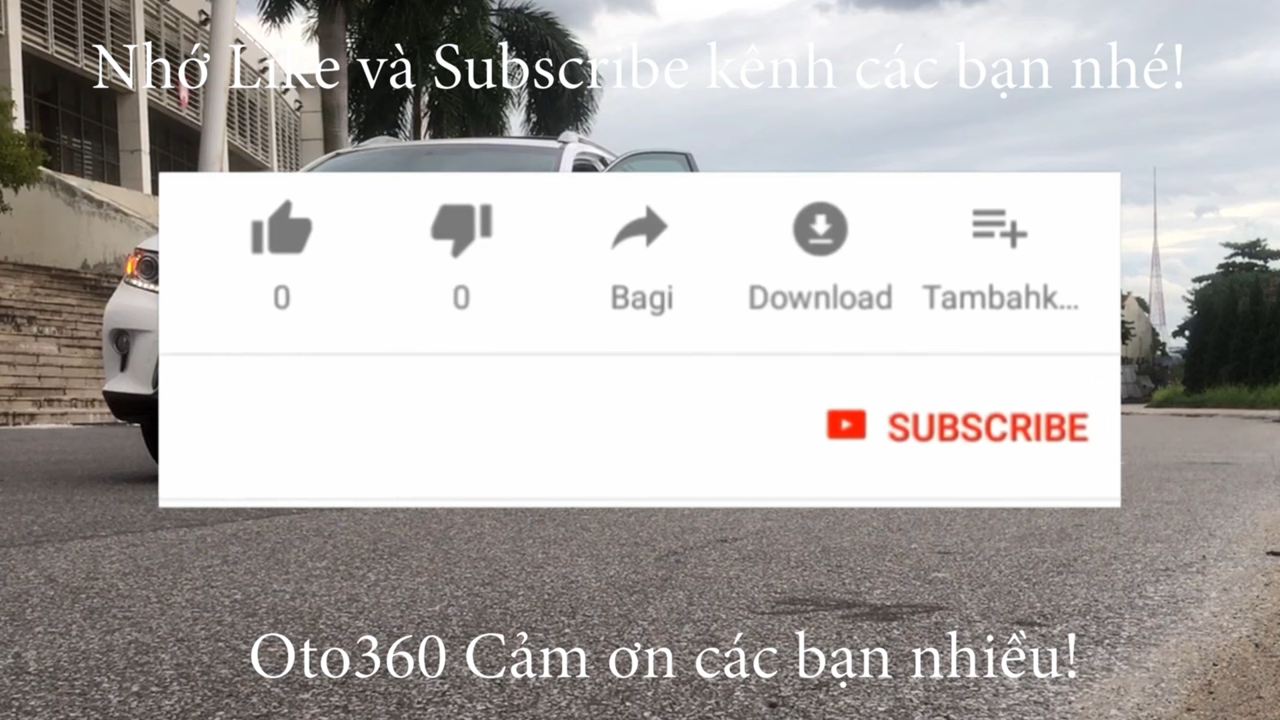 Nhớ Like và Subscribe kênh các bạn nhé!
0 0 Bagi Download Tambahk...
SUBSCRIBE
Oto360 Cảm ơn các bạn nhiều!